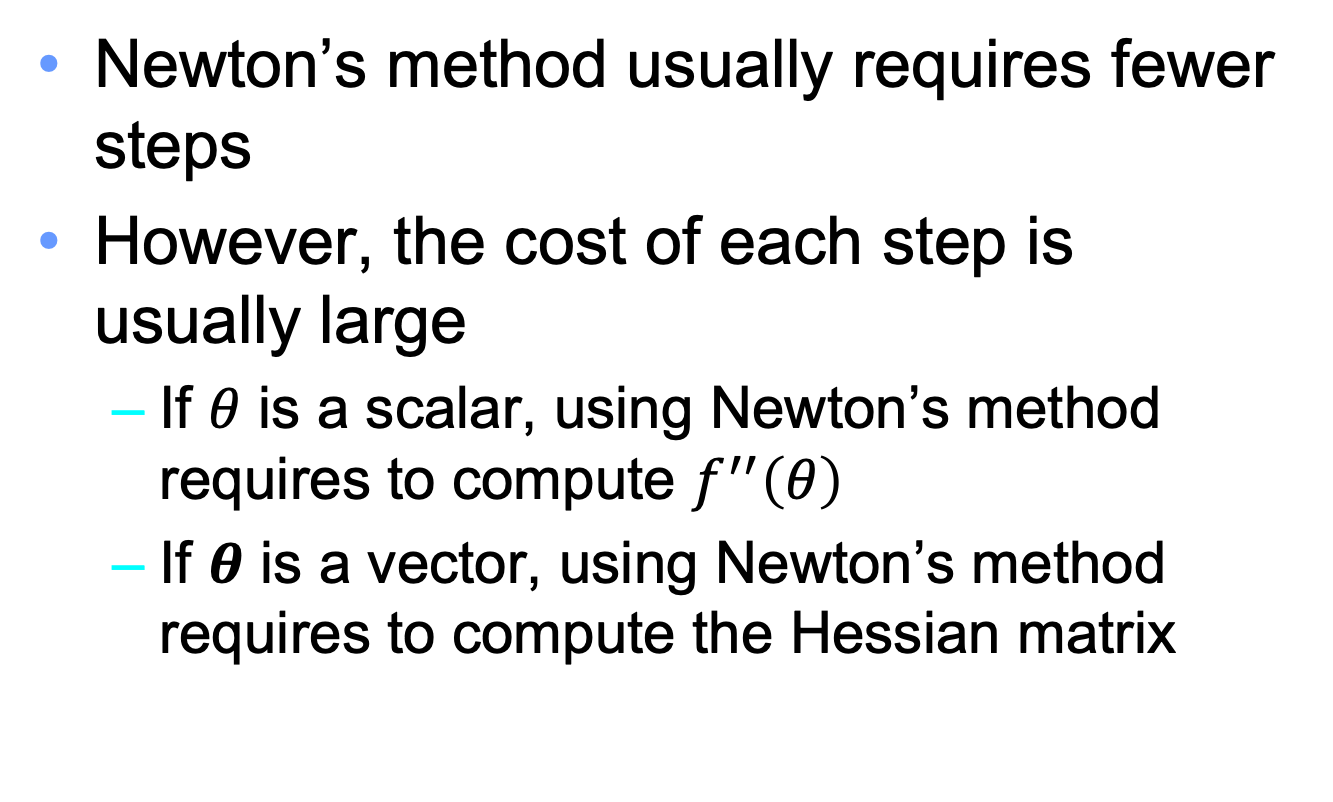 • Newton’s method usually requires fewer
steps
• However, the cost of each step is
usually large
– If 𝜃 is a scalar, using Newton’s method
requires to compute 𝑓′′(𝜃)
– If 𝜽 is a vector, using Newton’s method
requires to compute the Hessian matrix